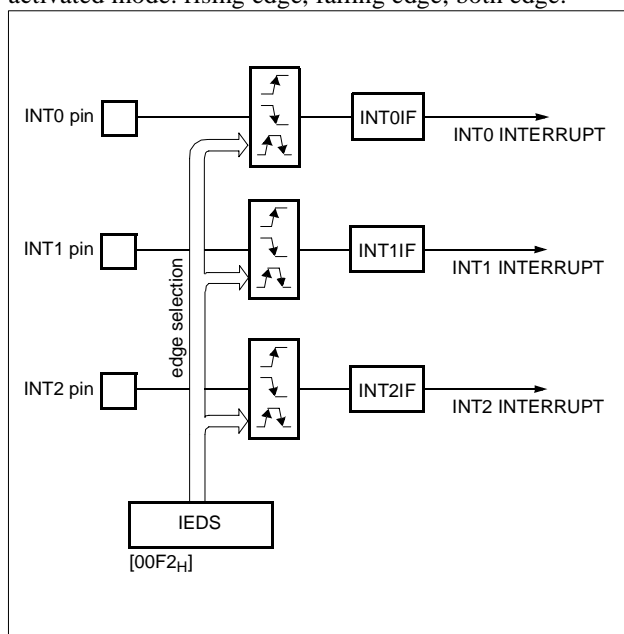 activated mode: rising edge, falling edge, both edge.
INT0 pin
INT0IF
INT0 INTERRUPT
INT1 pin
INT1IF
INT1 INTERRUPT
edge selection
INT2 pin
INT2IF
INT2 INTERRUPT
IEDS
[00F2H]